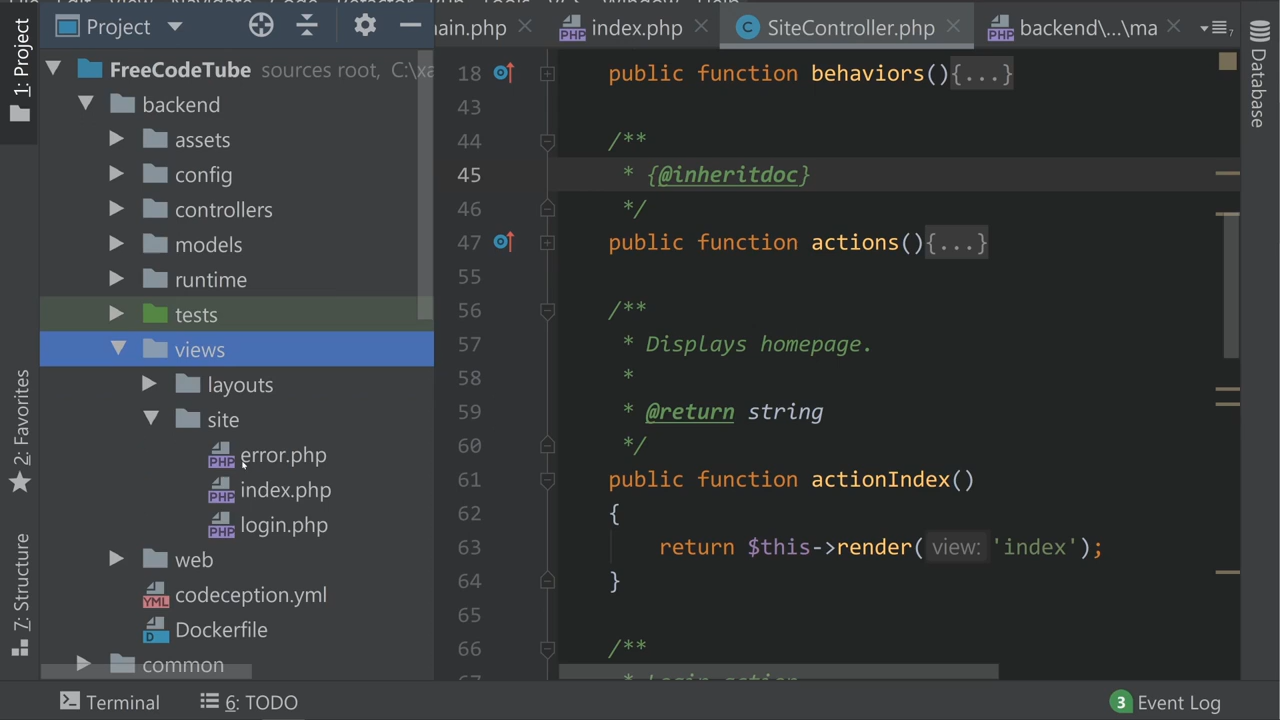 Project
ain.php
index.php
SiteController.php
backend\...\ma
1: Project
2: Favorites
7: Structure
Database
FreeCodeTube sources root, C:\xa
backend
assets
config
controllers
models
runtime
tests
views
layouts
site
error.php
index.php
login.php
web
codeception.yml
Dockerfile
common
18 public function behaviors(){...}
43
44 /**
45 * {@inheritdoc}
46 */
47 public function actions(){...}
55
56 /**
57 * Displays homepage.
58 *
59 * @return string
60 */
61 public function actionIndex()
62 {
63 return $this->render( view: 'index');
64 }
65
66 /**
67 * Login action
Terminal
6: TODO
3 Event Log